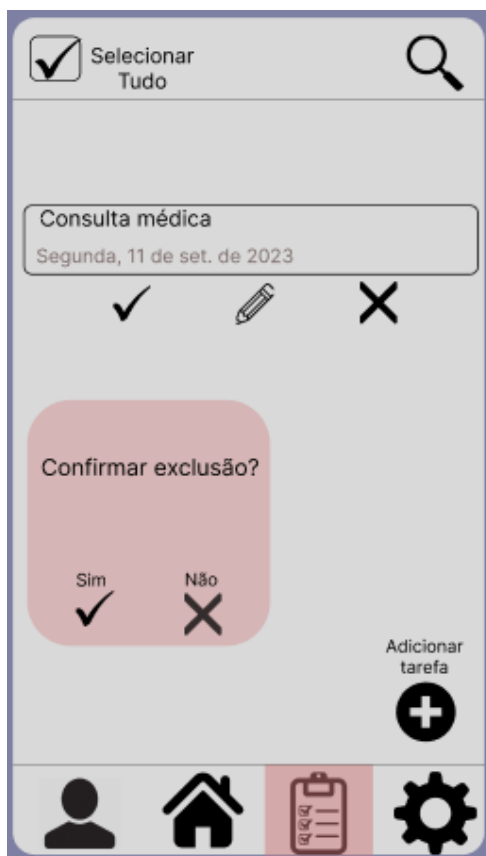 Selecionar
Tudo
Consulta médica
Segunda, 11 de set. de 2023
Confirmar exclusão?
Sim Não
Adicionar
tarefa